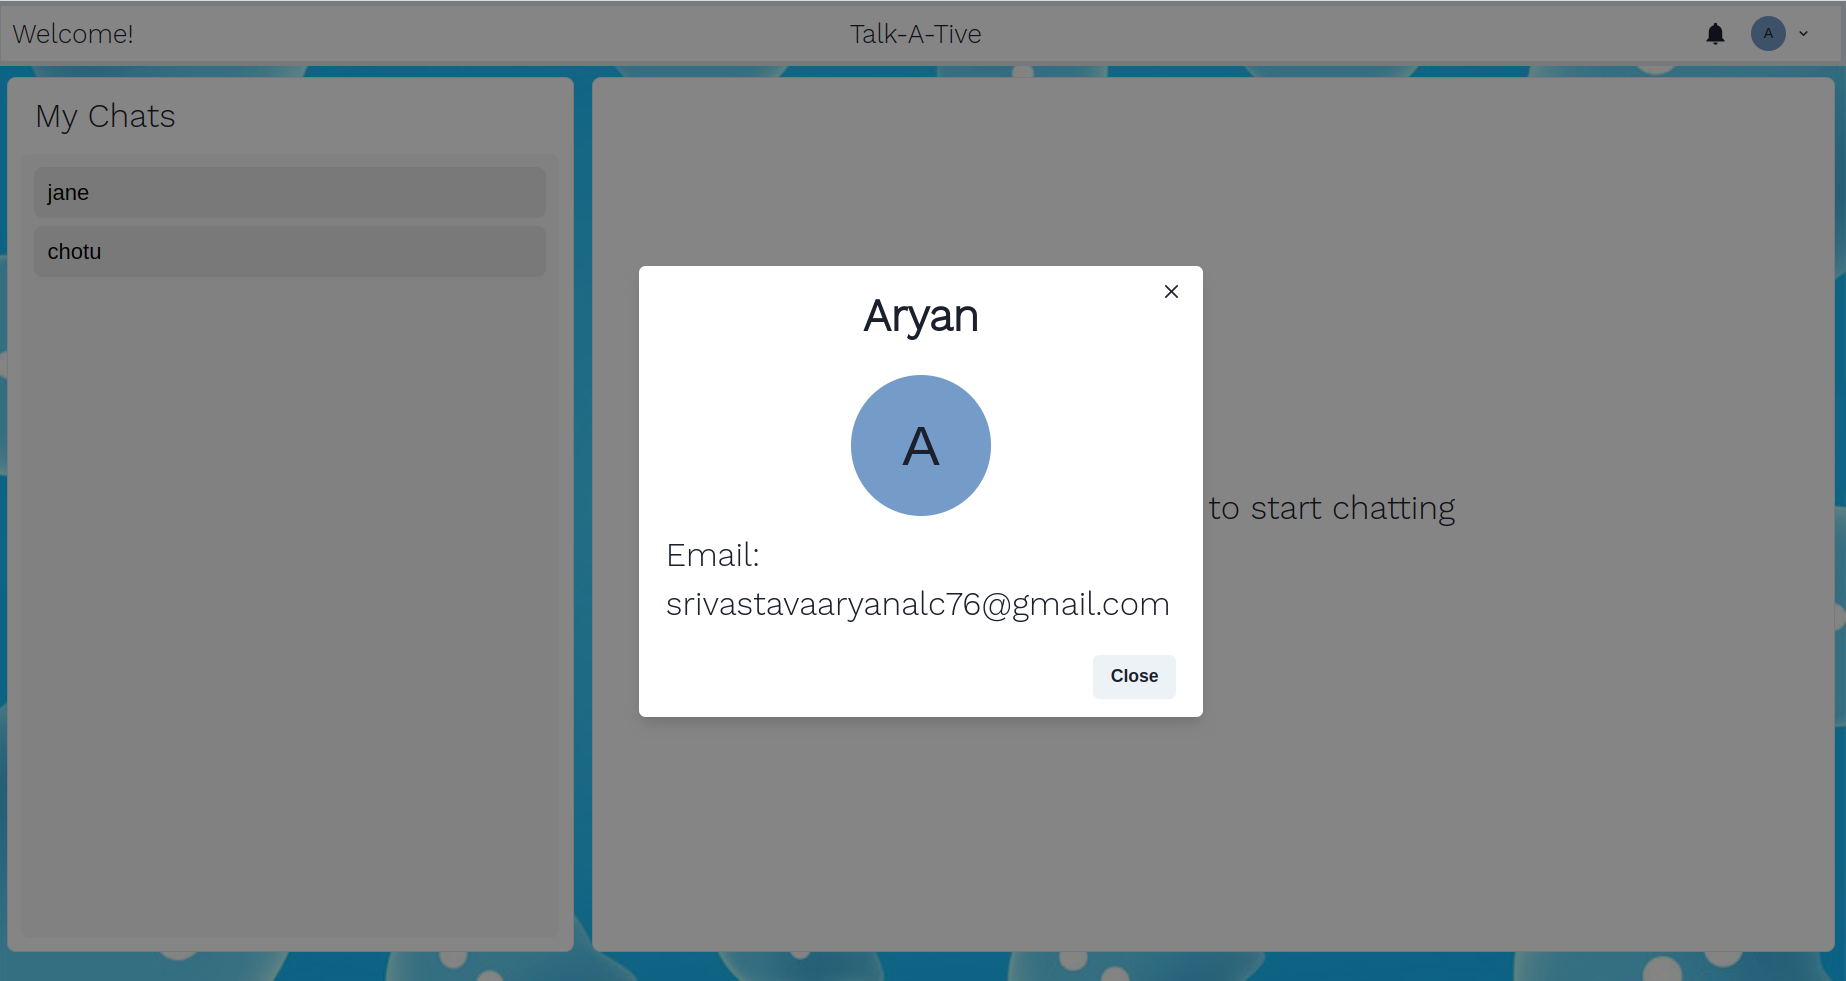 Welcome!
Talk-A-Tive
A
My Chats
jane
chotu
Aryan
A
to start chatting
Email:
srivastavaaryanalc76@gmail.com
Close